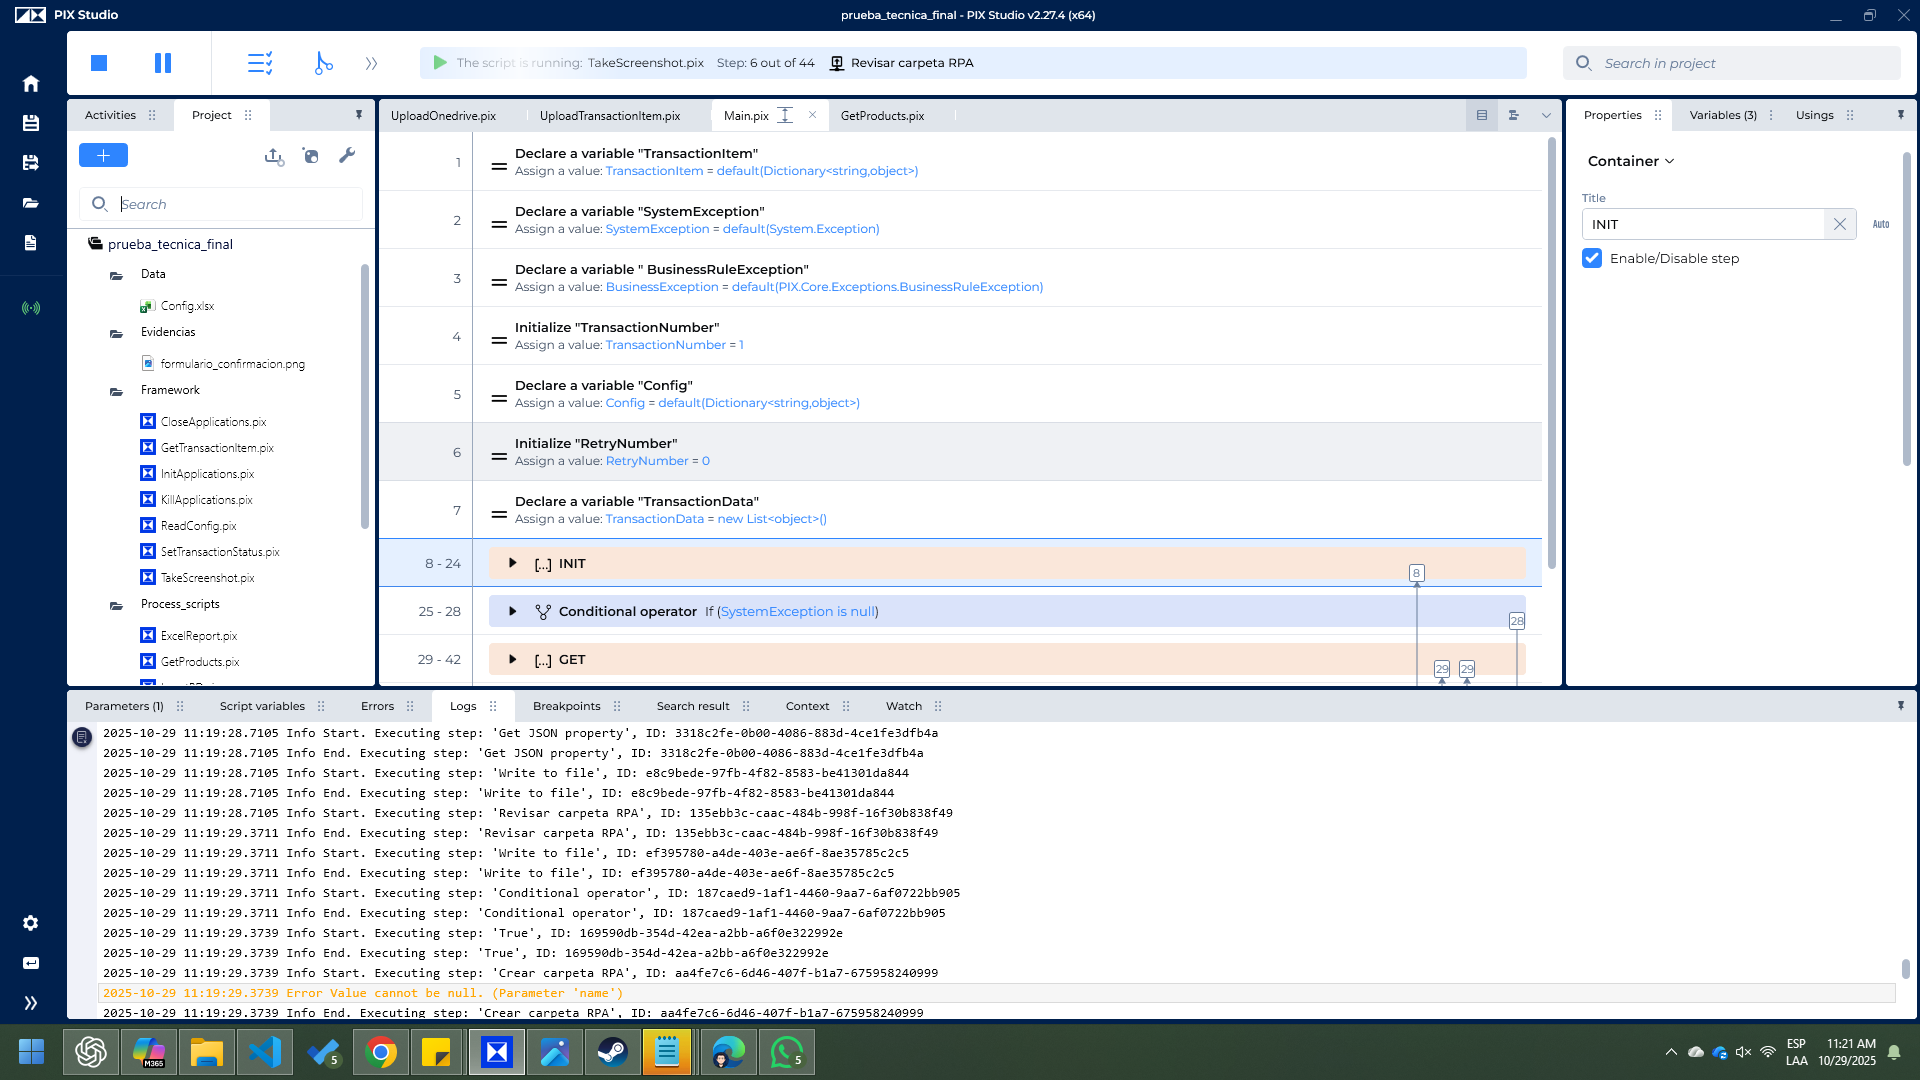 PIX Studio
prueba_tecnica_final - PIX Studio v2.27.4 (x64)
The script is running: TakeScreenshot.pix Step: 6 out of 44 Revisar carpeta RPA
Search in project
Activities
Project
Search
prueba_tecnica_final
Data
Config.xlsx
Evidencias
formulario_confirmacion.png
Framework
CloseApplications.pix
GetTransactionItem.pix
InitApplications.pix
KillApplications.pix
ReadConfig.pix
SetTransactionStatus.pix
TakeScreenshot.pix
Process_scripts
ExcelReport.pix
GetProducts.pix
UploadOnedrive.pix
UploadTransactionItem.pix
Main.pix
GetProducts.pix
1
Declare a variable "TransactionItem"
Assign a value: TransactionItem = default(Dictionary<string,object>)
2
Declare a variable "SystemException"
Assign a value: SystemException = default(System.Exception)
3
Declare a variable " BusinessRuleException"
Assign a value: BusinessException = default(PIX.Core.Exceptions.BusinessRuleException)
4
Initialize "TransactionNumber"
Assign a value: TransactionNumber = 1
5
Declare a variable "Config"
Assign a value: Config = default(Dictionary<string,object>)
6
Initialize "RetryNumber"
Assign a value: RetryNumber = 0
7
Declare a variable "TransactionData"
Assign a value: TransactionData = new List<object>()
8 - 24
[...] INIT
8
25 - 28
Conditional operator If (SystemException is null)
28
29 - 42
[...] GET
29
29
Properties
Variables (3)
Usings
Container
Title
INIT
Auto
Enable/Disable step
Parameters (1)
Script variables
Errors
Logs
Breakpoints
Search result
Context
Watch
2025-10-29 11:19:28.7105 Info Start. Executing step: 'Get JSON property', ID: 3318c2fe-0b00-4086-883d-4ce1fe3dfb4a
2025-10-29 11:19:28.7105 Info End. Executing step: 'Get JSON property', ID: 3318c2fe-0b00-4086-883d-4ce1fe3dfb4a
2025-10-29 11:19:28.7105 Info Start. Executing step: 'Write to file', ID: e8c9bede-97fb-4f82-8583-be41301da844
2025-10-29 11:19:28.7105 Info End. Executing step: 'Write to file', ID: e8c9bede-97fb-4f82-8583-be41301da844
2025-10-29 11:19:28.7105 Info Start. Executing step: 'Revisar carpeta RPA', ID: 135ebb3c-caac-484b-998f-16f30b838f49
2025-10-29 11:19:29.3711 Info End. Executing step: 'Revisar carpeta RPA', ID: 135ebb3c-caac-484b-998f-16f30b838f49
2025-10-29 11:19:29.3711 Info Start. Executing step: 'Write to file', ID: ef395780-a4de-403e-ae6f-8ae35785c2c5
2025-10-29 11:19:29.3711 Info End. Executing step: 'Write to file', ID: ef395780-a4de-403e-ae6f-8ae35785c2c5
2025-10-29 11:19:29.3711 Info Start. Executing step: 'Conditional operator', ID: 187caed9-1af1-4460-9aa7-6af0722bb905
2025-10-29 11:19:29.3711 Info End. Executing step: 'Conditional operator', ID: 187caed9-1af1-4460-9aa7-6af0722bb905
2025-10-29 11:19:29.3739 Info Start. Executing step: 'True', ID: 169590db-354d-42ea-a2bb-a6f0e322992e
2025-10-29 11:19:29.3739 Info End. Executing step: 'True', ID: 169590db-354d-42ea-a2bb-a6f0e322992e
2025-10-29 11:19:29.3739 Info Start. Executing step: 'Crear carpeta RPA', ID: aa4fe7c6-6d46-407f-b1a7-675958240999
2025-10-29 11:19:29.3739 Error Value cannot be null. (Parameter 'name')
2025-10-29 11:19:29.3739 Info End. Executing step: 'Crear carpeta RPA', ID: aa4fe7c6-6d46-407f-b1a7-675958240999
M365
5
5
ESP
LAA
11:21 AM
10/29/2025